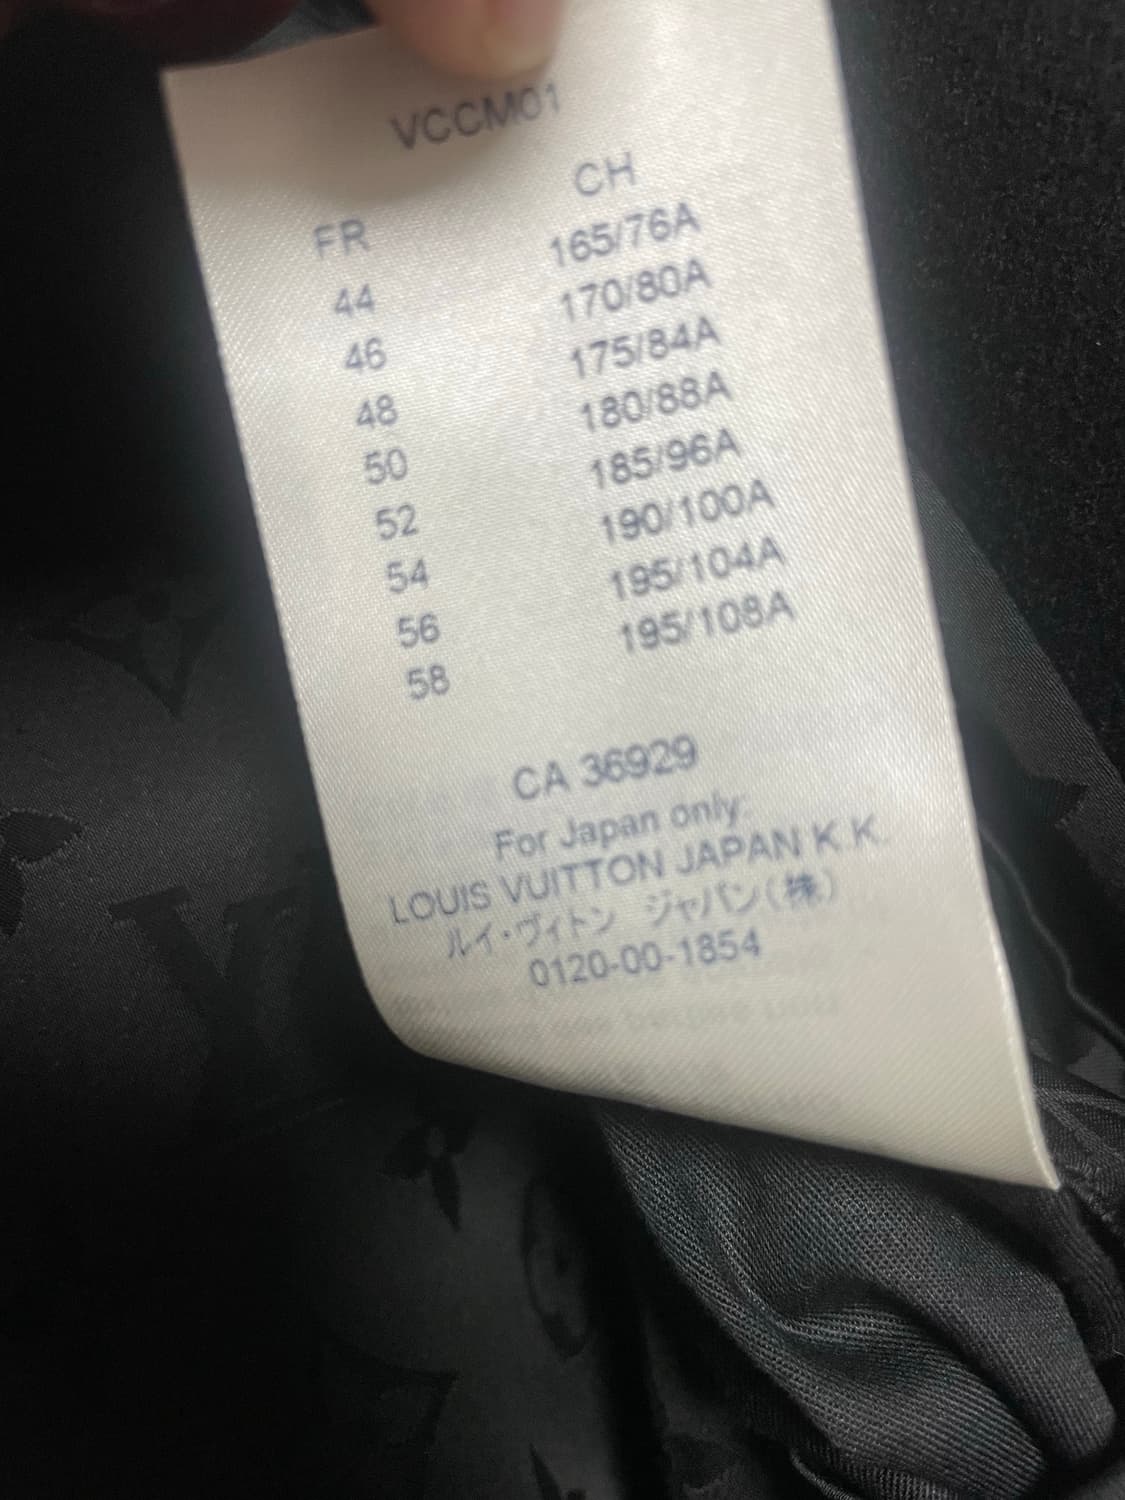 VCCM01
FR CH
44 165/76A
46 170/80A
48 175/84A
50 180/88A
52 185/96A
54 190/100A
56 195/104A
58 195/108A
CA 36929
For Japan only:
LOUIS VUITTON JAPAN K.K.
ルイ・ヴィトン ジャパン(株)
0120-00-1854